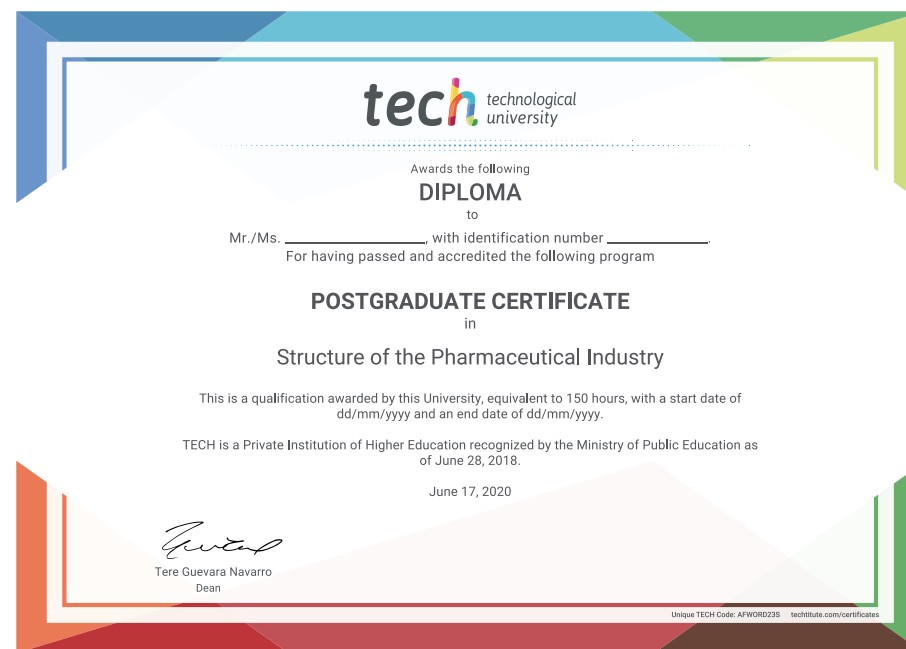 tech technological
university
Awards the following
DIPLOMA
to
Mr./Ms. ____________________, with identification number ______________.
For having passed and accredited the following program
POSTGRADUATE CERTIFICATE
in
Structure of the Pharmaceutical Industry
This is a qualification awarded by this University, equivalent to 150 hours, with a start date of
dd/mm/yyyy and an end date of dd/mm/yyyy.
TECH is a Private Institution of Higher Education recognized by the Ministry of Public Education as
of June 28, 2018.
June 17, 2020
Tere Guevara Navarro
Dean
Unique TECH Code: AFWORD23S techtitute.com/certificates